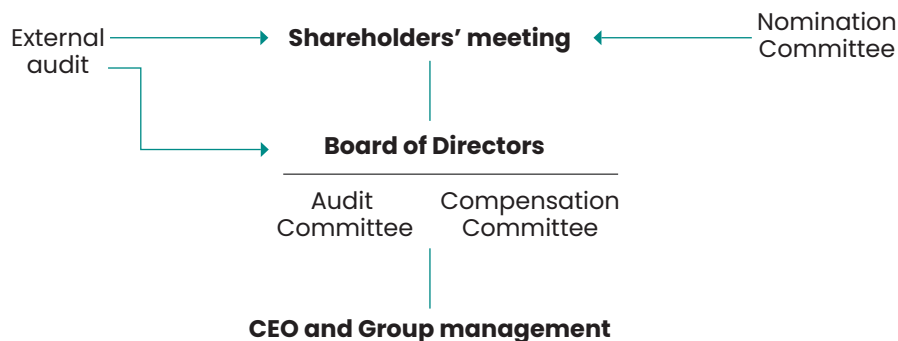 External
audit
Shareholders’ meeting
Nomination
Committee
Board of Directors
Audit
Committee
Compensation
Committee
CEO and Group management